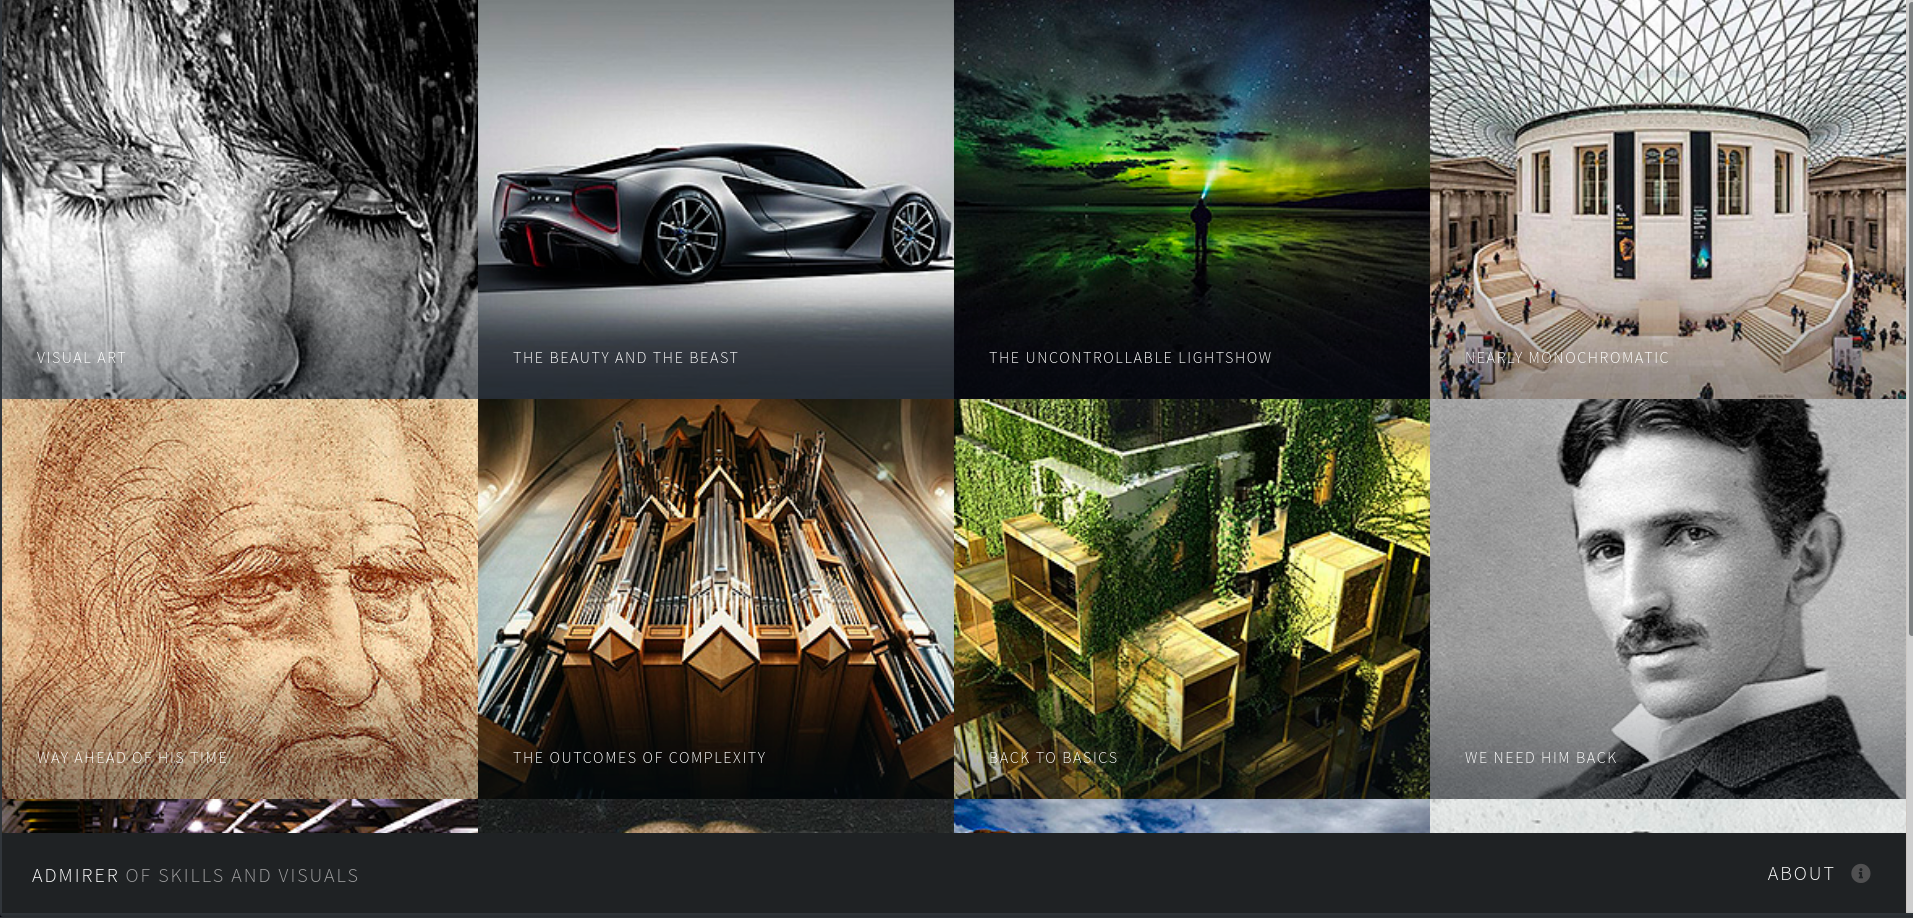 VISUAL ART
THE BEAUTY AND THE BEAST
THE UNCONTROLLABLE LIGHTSHOW
NEARLY MONOCHROMATIC
WAY AHEAD OF HIS TIME
THE OUTCOMES OF COMPLEXITY
BACK TO BASICS
WE NEED HIM BACK
ADMIRER OF SKILLS AND VISUALS
ABOUT